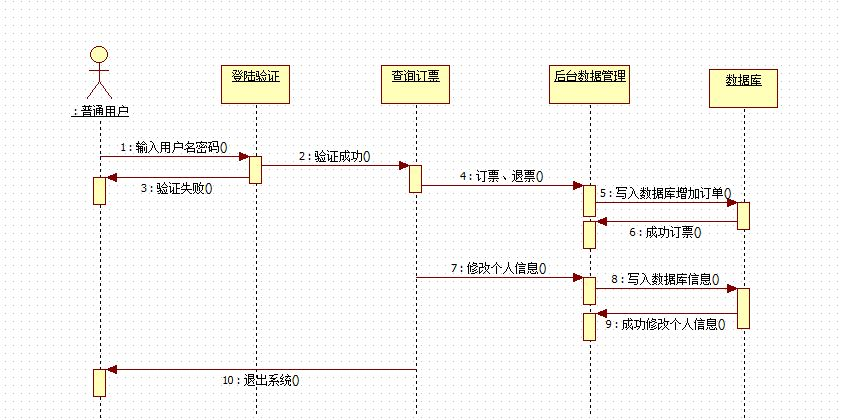 登陆验证
查询订票
后台数据管理
数据库
: 普通用户
1 : 输入用户名密码()
2 : 验证成功()
3 : 验证失败()
4 : 订票、退票()
5 : 写入数据库增加订单()
6 : 成功订票()
7 : 修改个人信息()
8 : 写入数据库信息()
9 : 成功修改个人信息()
10 : 退出系统()